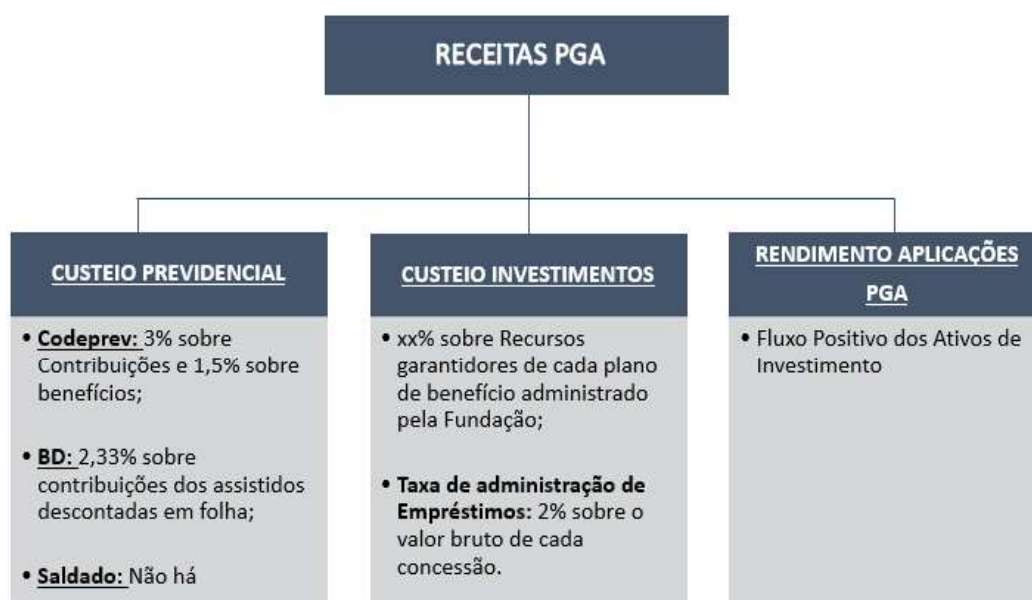 RECEITAS PGA
CUSTEIO PREVIDENCIAL
• Codeprev: 3% sobre
Contribuições e 1,5% sobre
benefícios;
• BD: 2,33% sobre
contribuições dos assistidos
descontadas em folha;
• Saldado: Não há
CUSTEIO INVESTIMENTOS
• xx% sobre Recursos
garantidores de cada plano
de benefício administrado
pela Fundação;
• Taxa de administração de
Empréstimos: 2% sobre o
valor bruto de cada
concessão.
RENDIMENTO APLICAÇÕES
PGA
• Fluxo Positivo dos Ativos de
Investimento